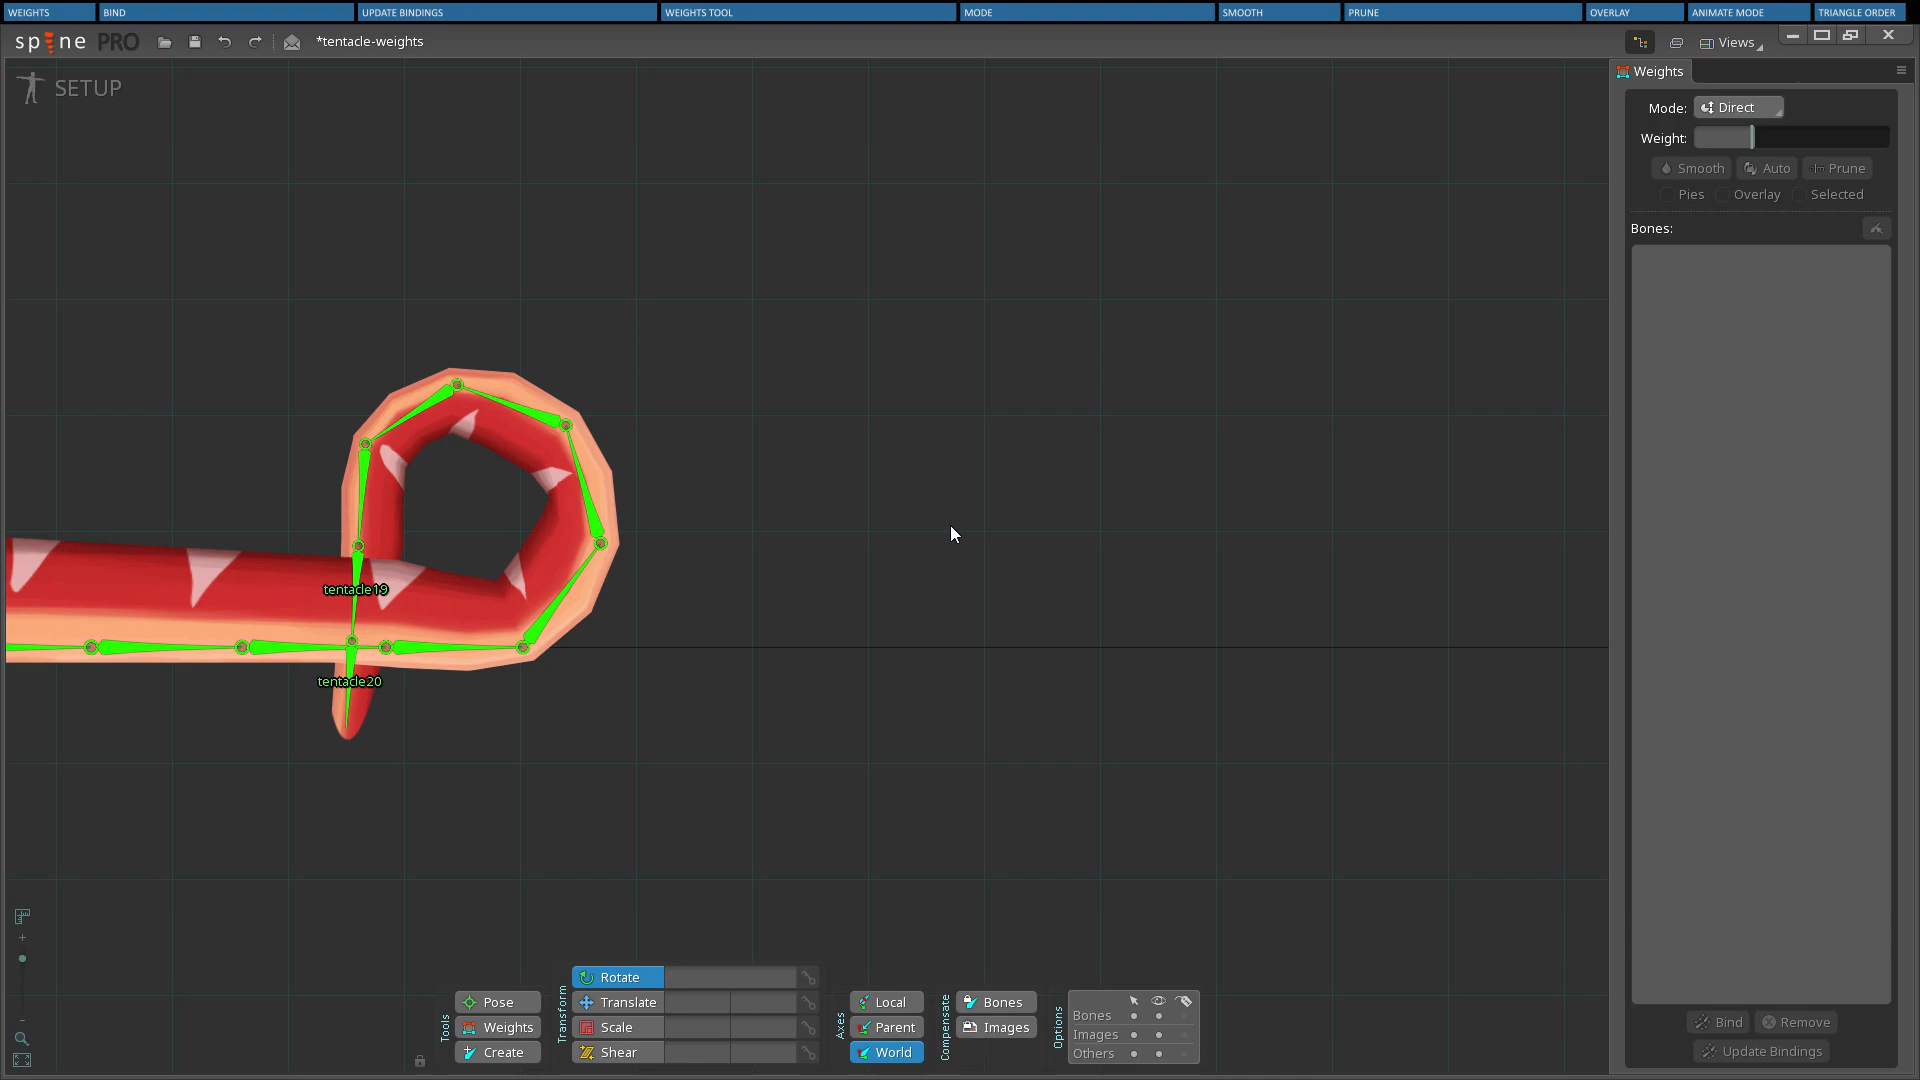 WEIGHTS BIND UPDATE BINDINGS WEIGHTS TOOL MODE SMOOTH PRUNE OVERLAY ANIMATE MODE TRIANGLE ORDER
spine PRO *tentacle-weights Views
SETUP
Weights
Mode: Direct
Weight:
Smooth Auto Prune
Pies Overlay Selected
Bones:
tentacle19
tentacle20
Tools
Pose
Weights
Create
Transform
Rotate
Translate
Scale
Shear
Axes
Local
Parent
World
Compensate
Bones
Images
Options
Bones
Images
Others
Bind Remove
Update Bindings